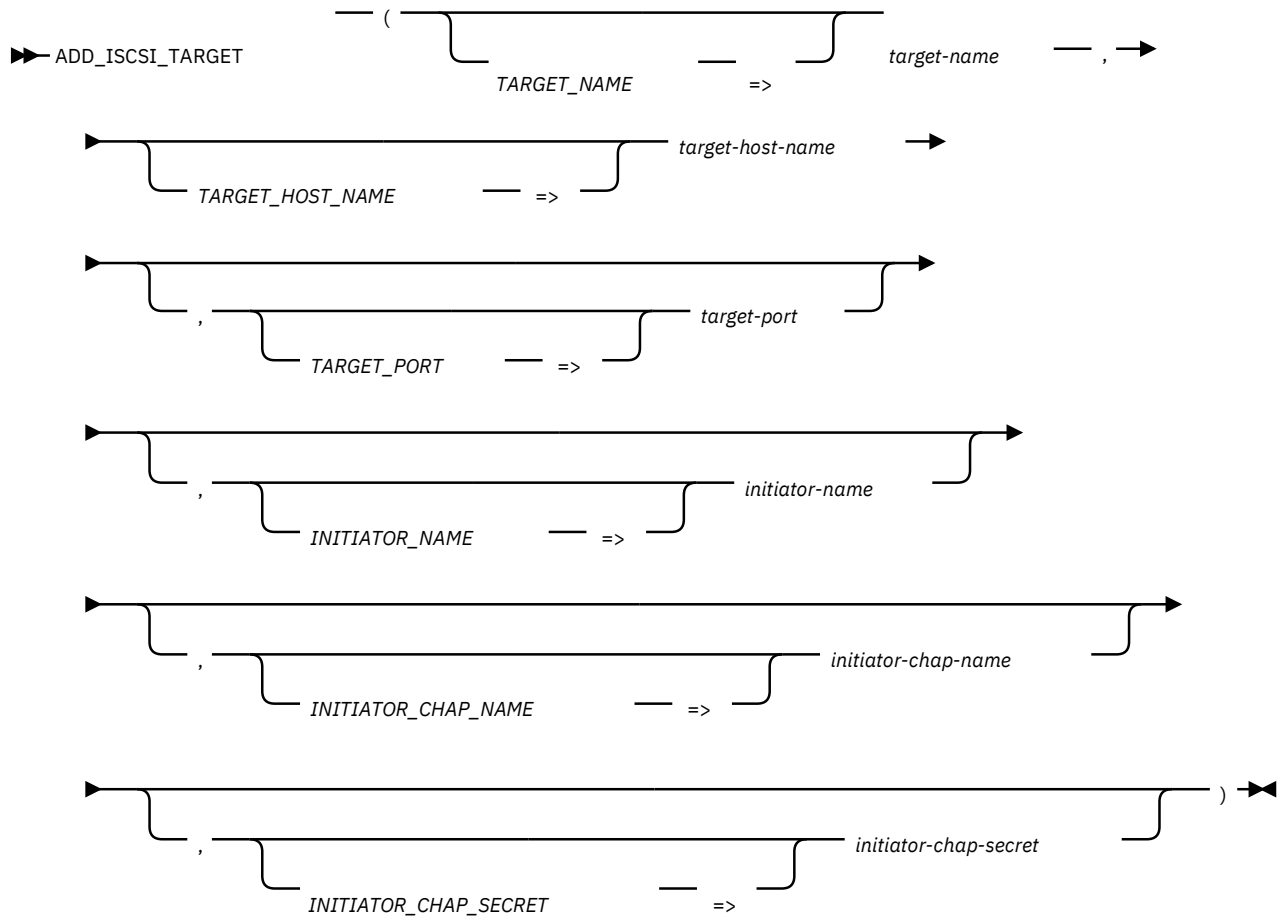 ADD_ISCSI_TARGET ( TARGET_NAME => target-name ,
TARGET_HOST_NAME => target-host-name
, TARGET_PORT => target-port
, INITIATOR_NAME => initiator-name
, INITIATOR_CHAP_NAME => initiator-chap-name
, INITIATOR_CHAP_SECRET => initiator-chap-secret )